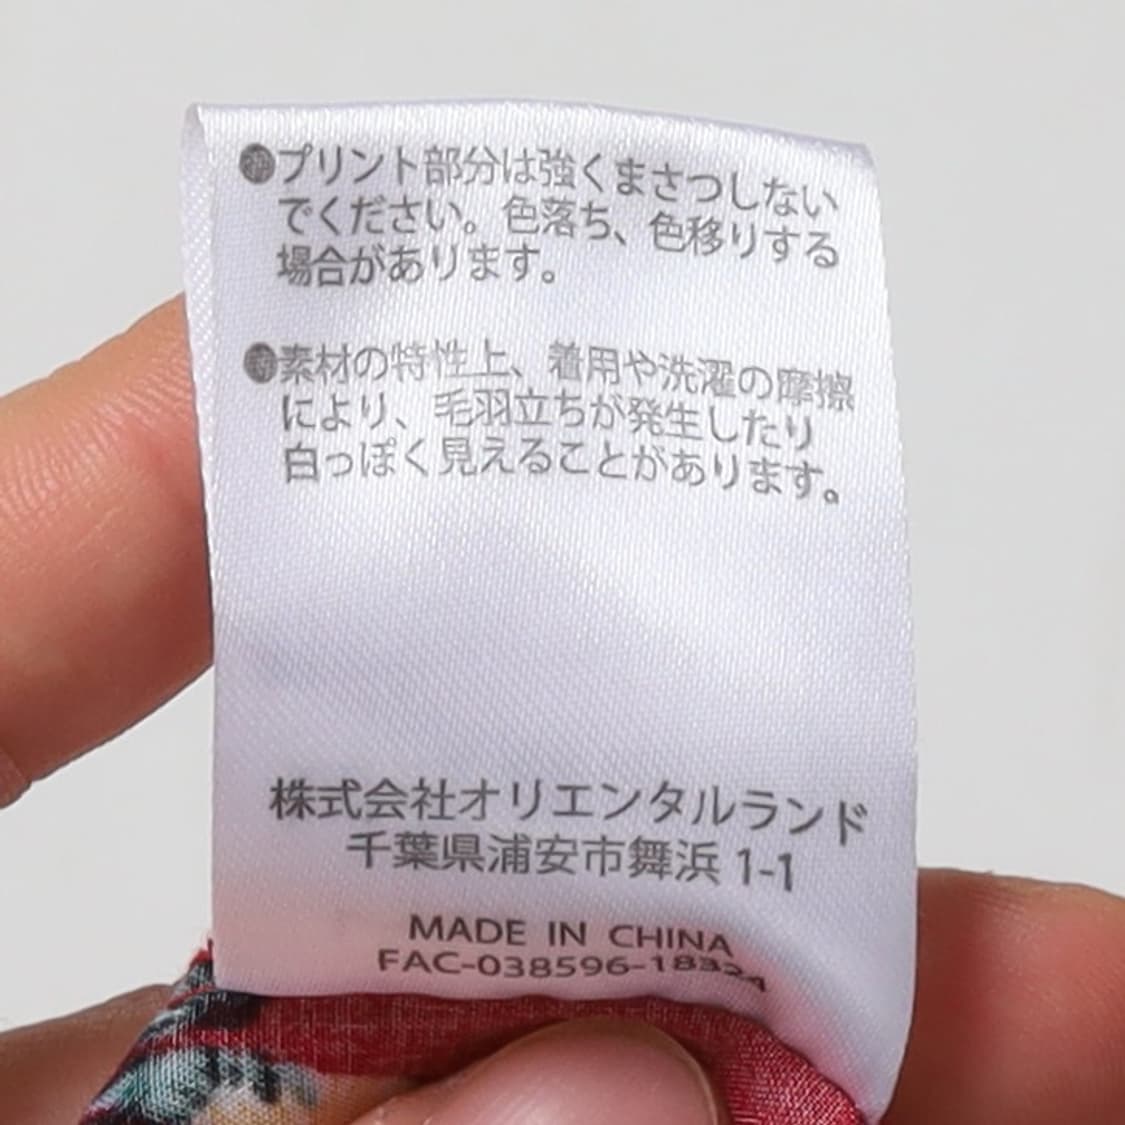 ●プリント部分は強くまさつしない
でください。色落ち、色移りする
場合があります。
●素材の特性上、着用や洗濯の摩擦
により、毛羽立ちが発生したり
白っぽく見えることがあります。
株式会社オリエンタルランド
千葉県浦安市舞浜 1-1
MADE IN CHINA
FAC-038596-18324